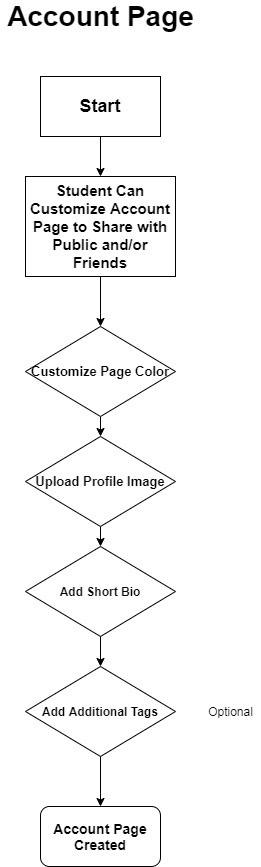 Account Page
Start
Student Can
Customize Account
Page to Share with
Public and/or
Friends
Customize Page Color
Upload Profile Image
Add Short Bio
Add Additional Tags
Optional
Account Page
Created